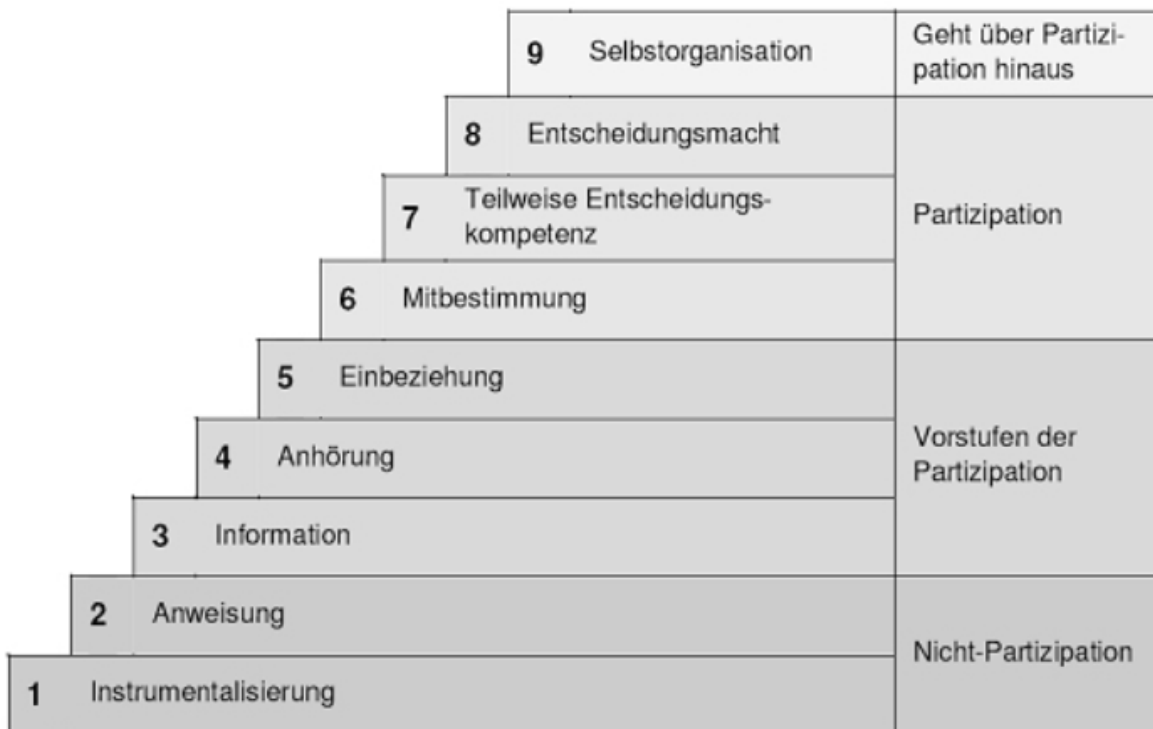 9 Selbstorganisation
Geht über Partizi-
pation hinaus
8 Entscheidungsmacht
7 Teilweise Entscheidungs-
kompetenz
Partizipation
6 Mitbestimmung
5 Einbeziehung
4 Anhörung
Vorstufen der
Partizipation
3 Information
2 Anweisung
Nicht-Partizipation
1 Instrumentalisierung